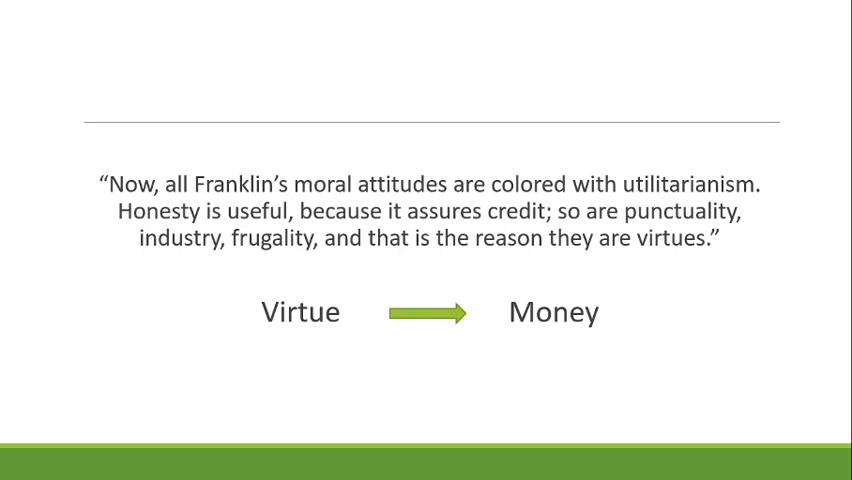 “Now, all Franklin’s moral attitudes are colored with utilitarianism.
Honesty is useful, because it assures credit; so are punctuality,
industry, frugality, and that is the reason they are virtues.”
Virtue Money